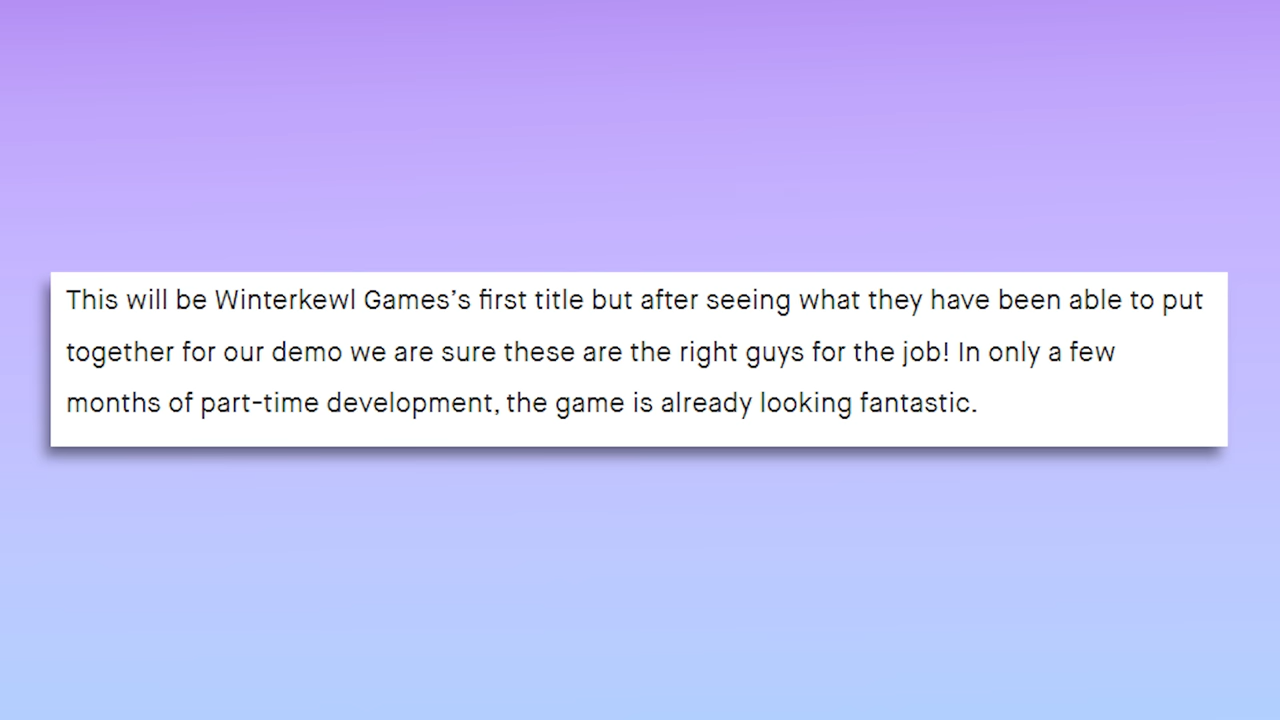 This will be Winterkewl Games’s first title but after seeing what they have been able to put
together for our demo we are sure these are the right guys for the job! In only a few
months of part-time development, the game is already looking fantastic.